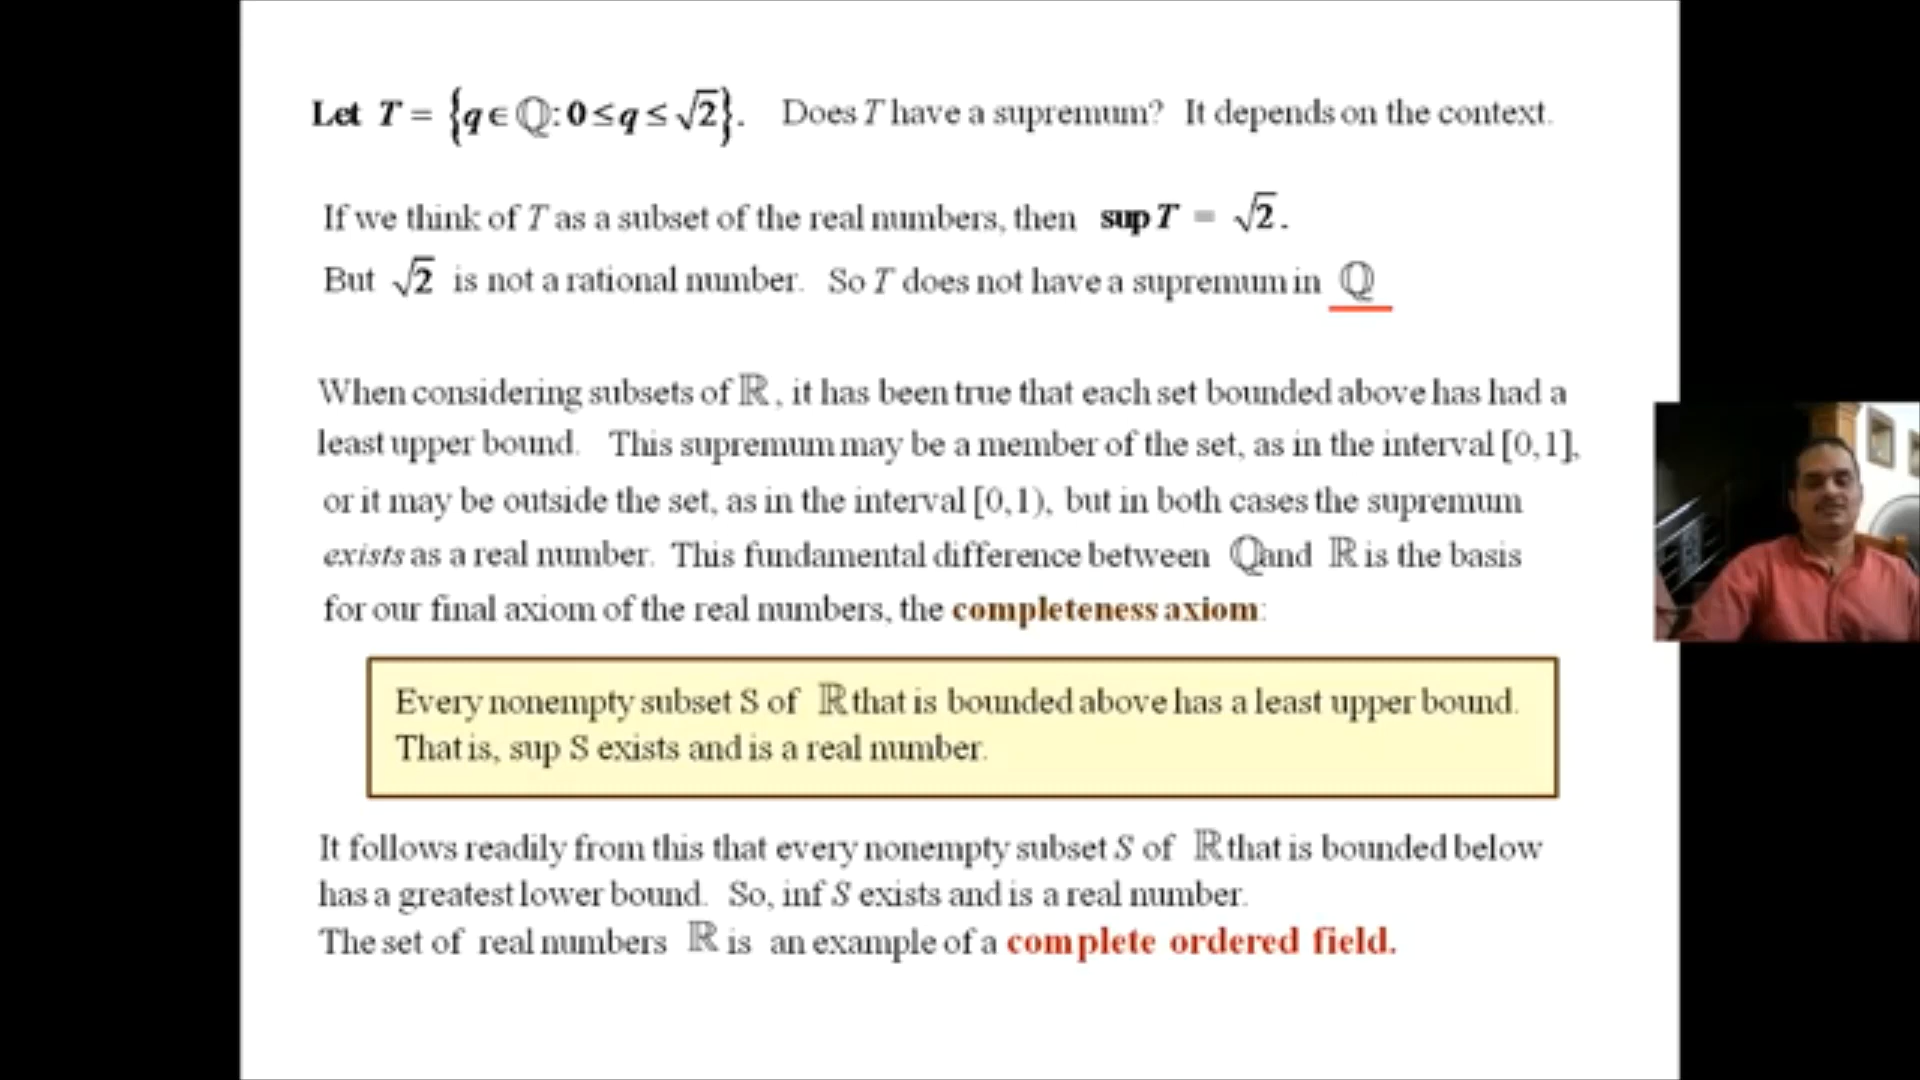 Let T = {q ∈ ℚ: 0 ≤ q ≤ √2}. Does T have a supremum? It depends on the context.
If we think of T as a subset of the real numbers, then sup T = √2.
But √2 is not a rational number. So T does not have a supremum in ℚ
When considering subsets of ℝ, it has been true that each set bounded above has had a
least upper bound. This supremum may be a member of the set, as in the interval [0,1],
or it may be outside the set, as in the interval [0,1), but in both cases the supremum
exists as a real number. This fundamental difference between ℚ and ℝ is the basis
for our final axiom of the real numbers, the completeness axiom:
Every nonempty subset S of ℝ that is bounded above has a least upper bound.
That is, sup S exists and is a real number.
It follows readily from this that every nonempty subset S of ℝ that is bounded below
has a greatest lower bound. So, inf S exists and is a real number.
The set of real numbers ℝ is an example of a complete ordered field.